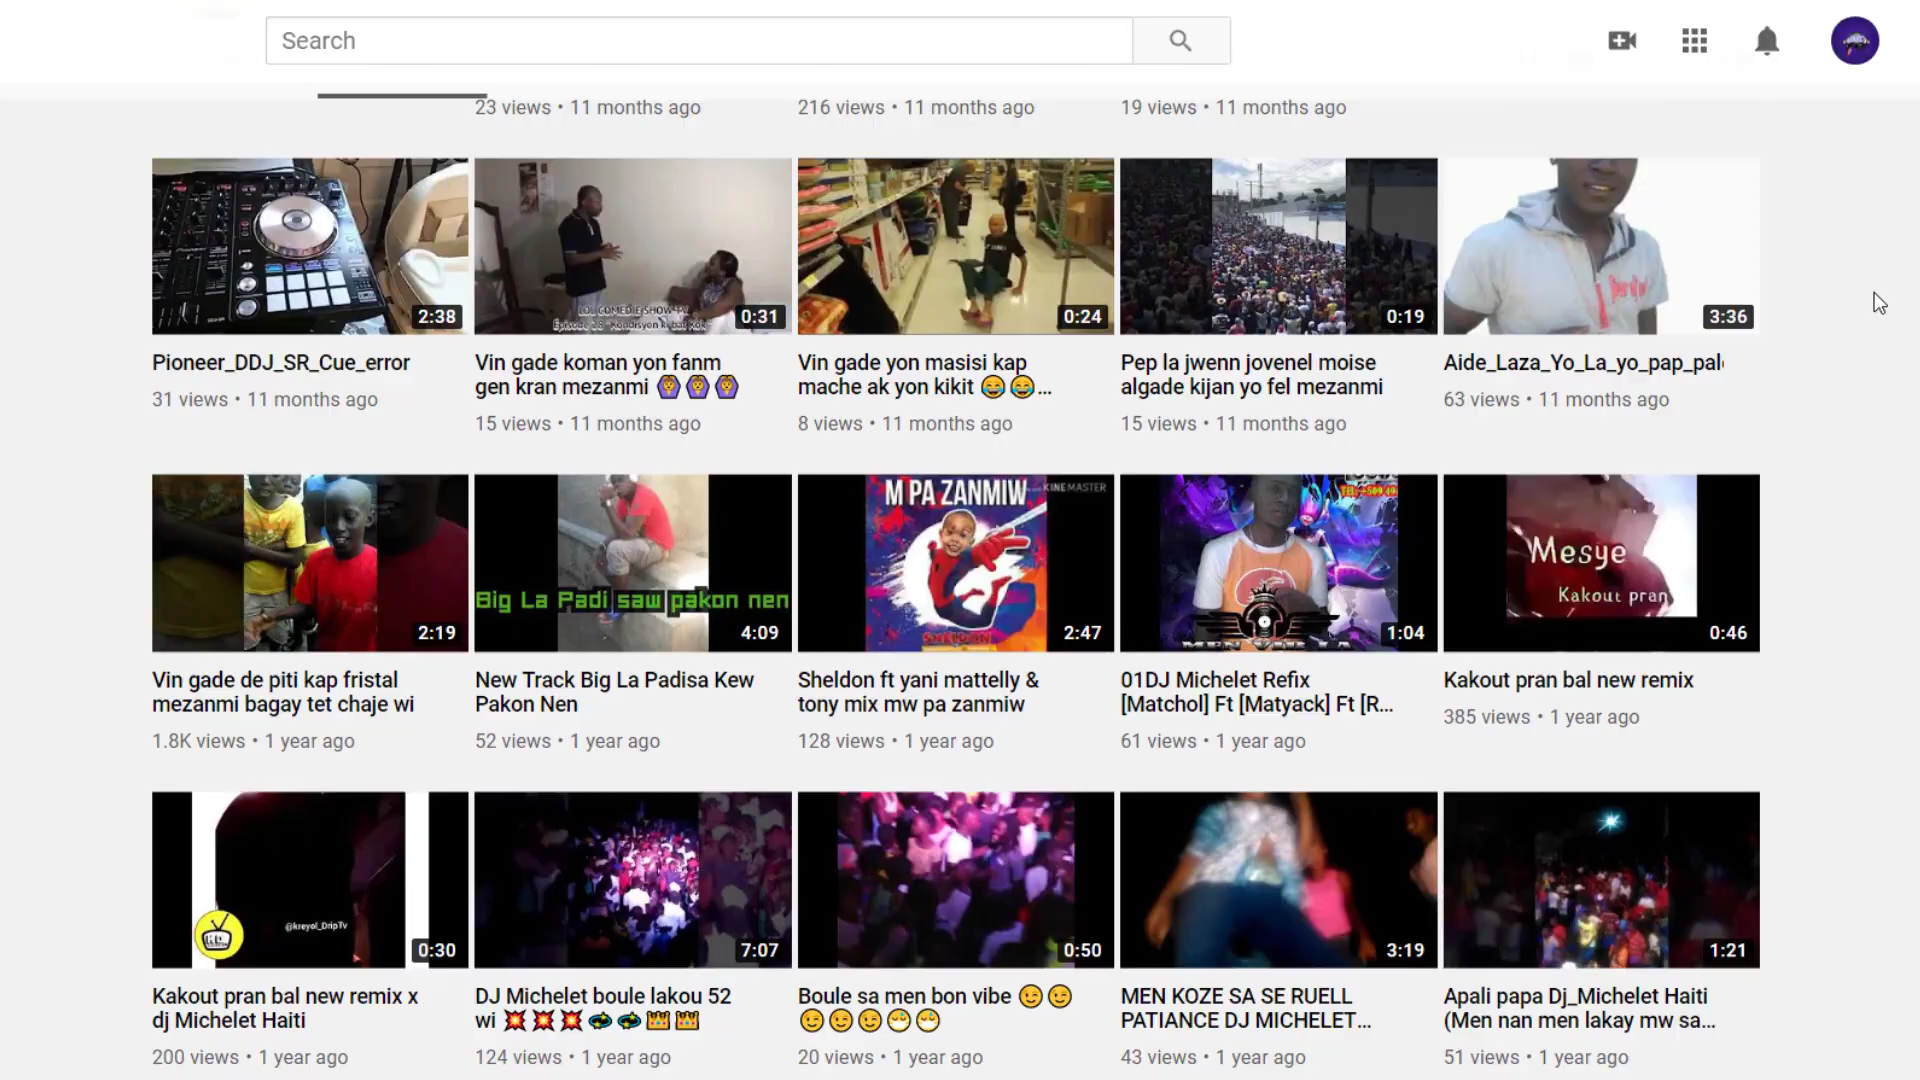 Search
23 views • 11 months ago
216 views • 11 months ago
19 views • 11 months ago
LOL COMEDIE SHOW TV
2:38
0:31
0:24
0:19
3:36
Pioneer_DDJ_SR_Cue_error
31 views • 11 months ago
Vin gade koman yon fanm
gen kran mezanmi 🙆🙆🙆
15 views • 11 months ago
Vin gade yon masisi kap
mache ak yon kikit 😂😂...
8 views • 11 months ago
Pep la jwenn jovenel moise
algade kijan yo fel mezanmi
15 views • 11 months ago
Aide_Laza_Yo_La_yo_pap_pal
63 views • 11 months ago
2:19
Big La Padi saw pakon nen
4:09
M PA ZANMIW
KINEMASTER
SHELDON
2:47
MEN YOR LA
1:04
Mesye
Kakout pran
0:46
Vin gade de piti kap fristal
mezanmi bagay tet chaje wi
1.8K views • 1 year ago
New Track Big La Padisa Kew
Pakon Nen
52 views • 1 year ago
Sheldon ft yani mattelly &
tony mix mw pa zanmiw
128 views • 1 year ago
01DJ Michelet Refix
[Matchol] Ft [Matyack] Ft [R...
61 views • 1 year ago
Kakout pran bal new remix
385 views • 1 year ago
@kreyol_DripTv
0:30
7:07
0:50
3:19
1:21
Kakout pran bal new remix x
dj Michelet Haiti
200 views • 1 year ago
DJ Michelet boule lakou 52
wi 💥💥💥💫💫👑👑
124 views • 1 year ago
Boule sa men bon vibe 😉😉
😉😉😉😷😷
20 views • 1 year ago
MEN KOZE SA SE RUELL
PATIANCE DJ MICHELET...
43 views • 1 year ago
Apali papa Dj_Michelet Haiti
(Men nan men lakay mw sa...
51 views • 1 year ago